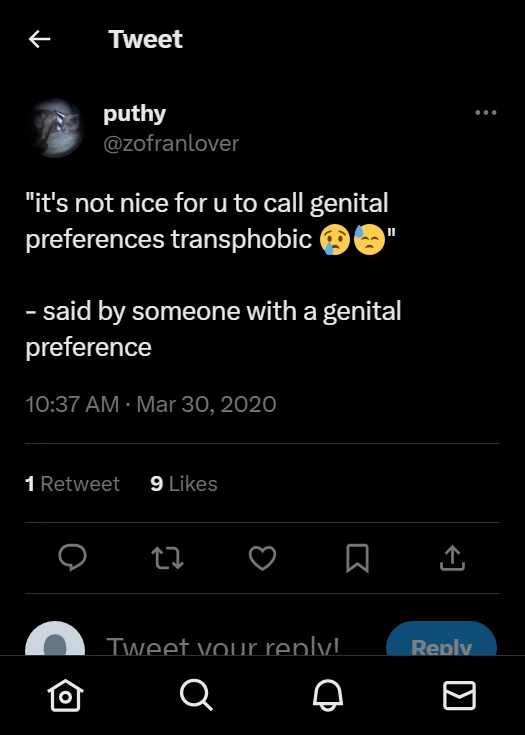 Tweet
puthy
@zofranlover
"it's not nice for u to call genital
preferences transphobic 😢😓"
- said by someone with a genital
preference
10:37 AM · Mar 30, 2020
1 Retweet 9 Likes
Tweet your reply!
Reply